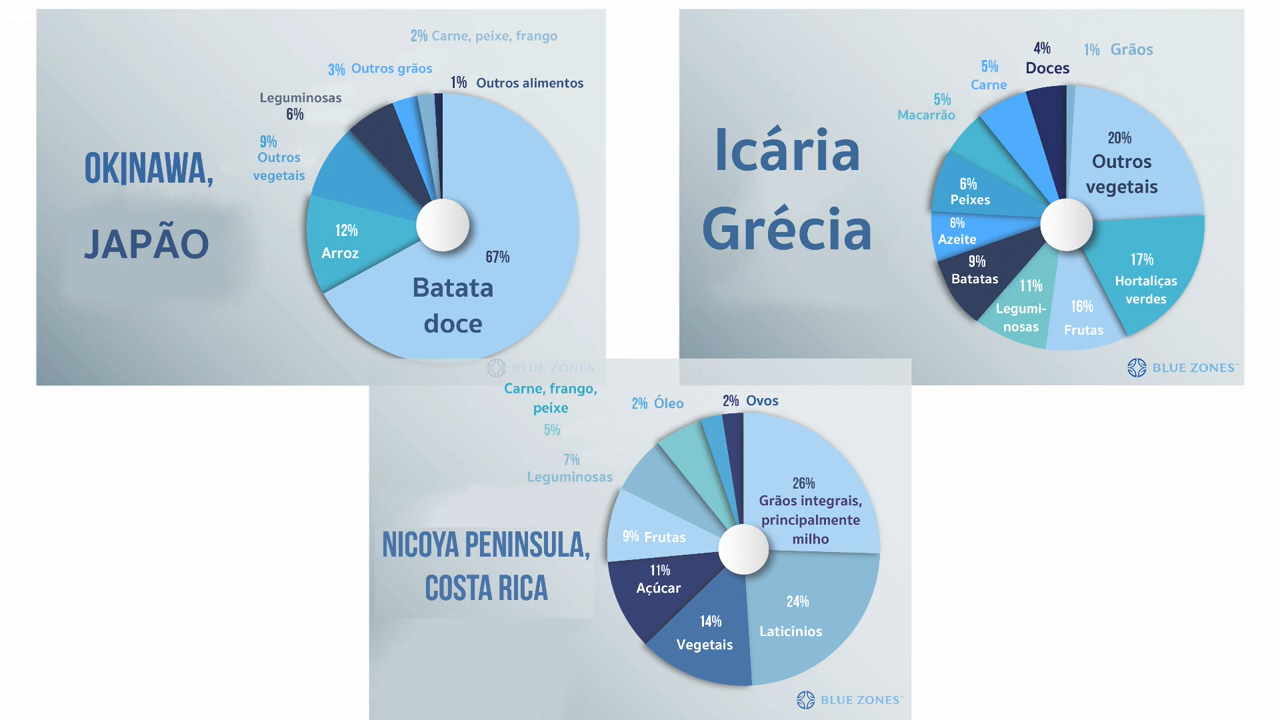 OKINAWA,
JAPÃO
2% Carne, peixe, frango
3% Outros grãos
1% Outros alimentos
Leguminosas
6%
9%
Outros
vegetais
12%
Arroz
67%
Batata
doce
BLUE ZONES
Icária
Grécia
4%
Doces
1% Grãos
5%
Carne
5%
Macarrão
20%
Outros
vegetais
6%
Peixes
6%
Azeite
9%
Batatas
17%
Hortaliças
verdes
11%
Legumi-
nosas
16%
Frutas
BLUE ZONES
NICOYA PENINSULA,
COSTA RICA
Carne, frango,
peixe
5%
2% Óleo
2% Ovos
7%
Leguminosas
26%
Grãos integrais,
principalmente
milho
9% Frutas
11%
Açúcar
24%
Laticínios
14%
Vegetais
BLUE ZONES